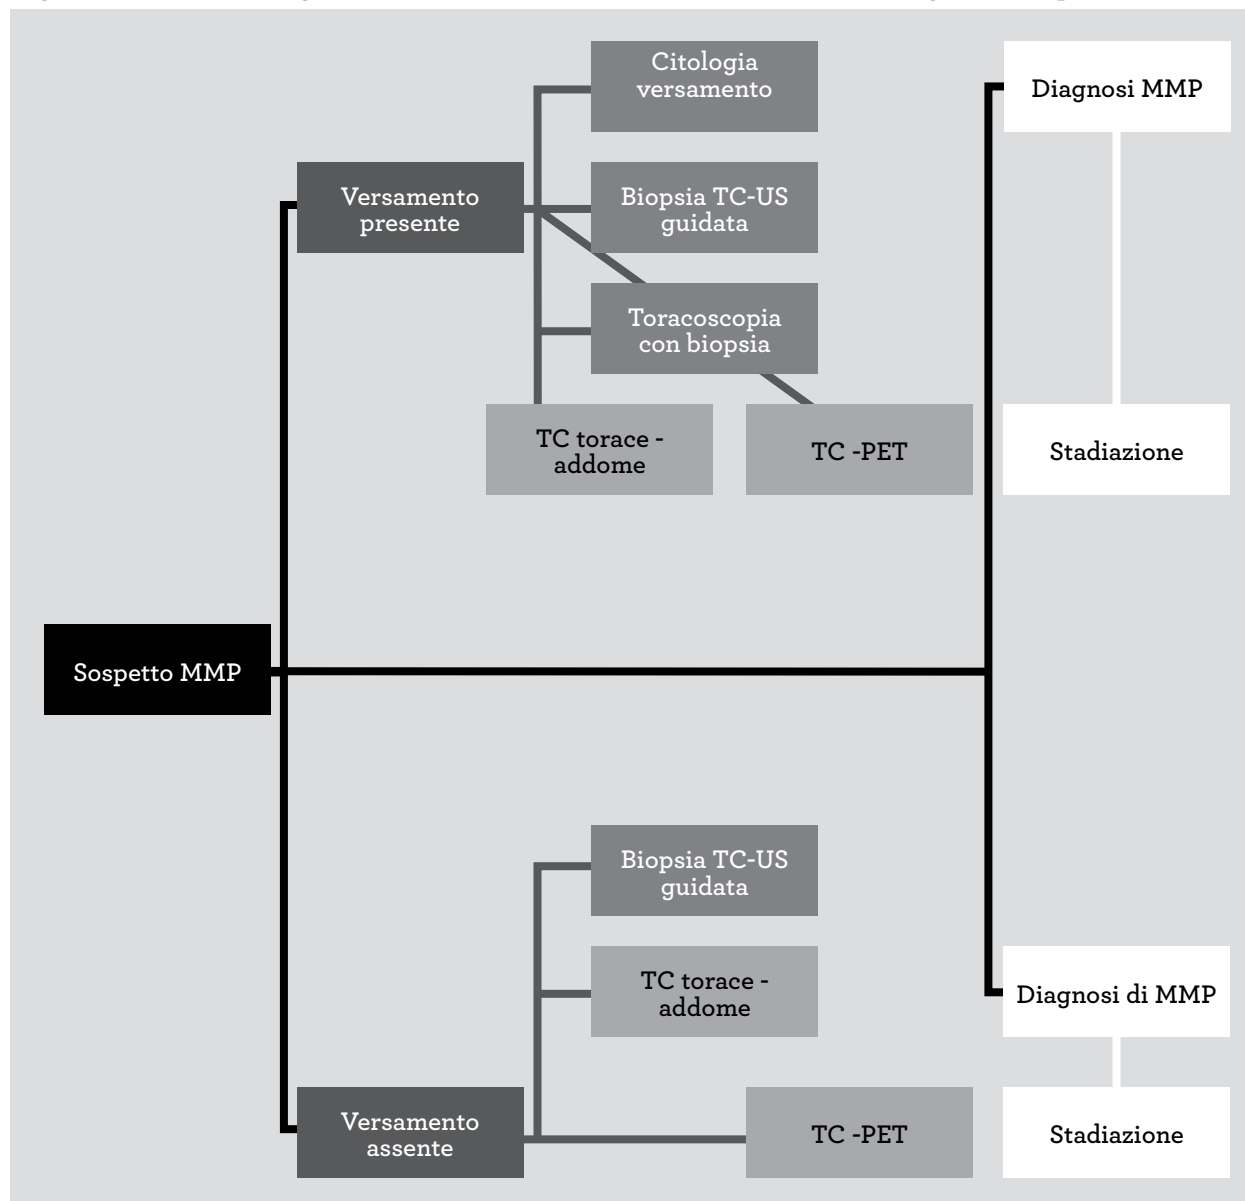 Citologia
versamento
Diagnosi MMP
Versamento
presente
Biopsia TC-US
guidata
Toracoscopia
con biopsia
TC torace -
addome
TC -PET
Stadiazione
Sospetto MMP
Biopsia TC-US
guidata
TC torace -
addome
Diagnosi di MMP
Versamento
assente
TC -PET
Stadiazione